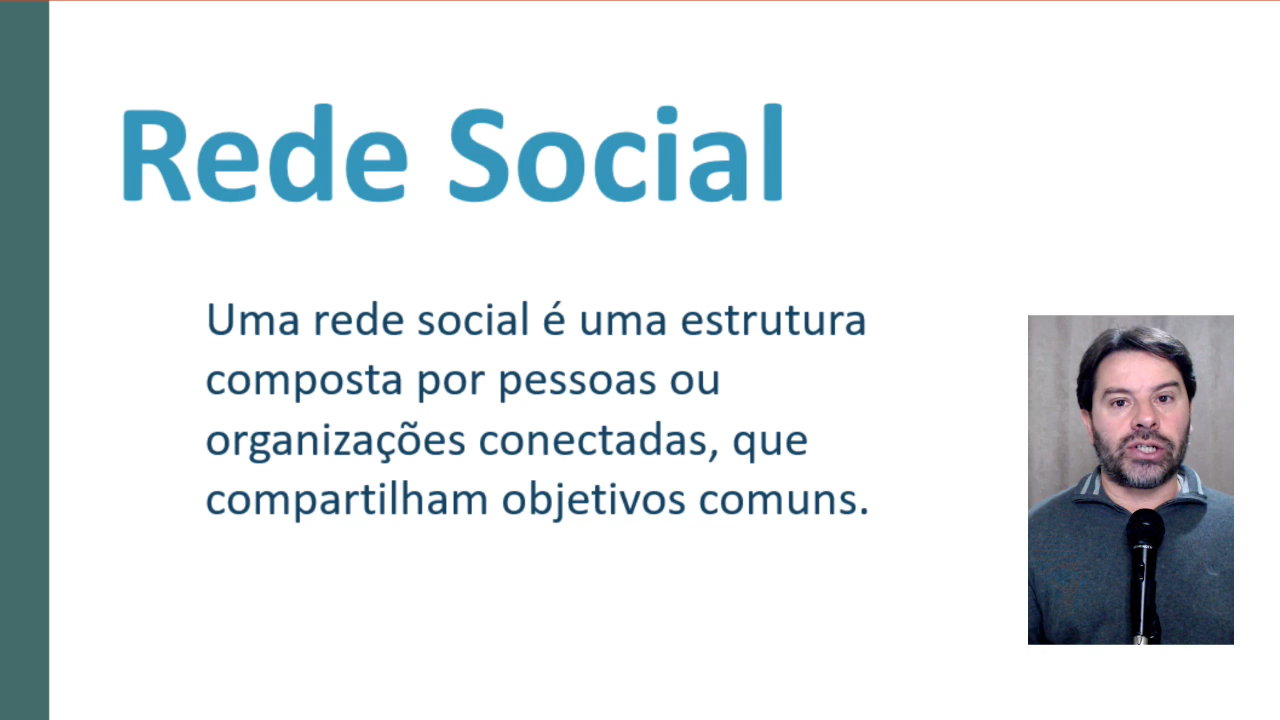 Rede Social
Uma rede social é uma estrutura
composta por pessoas ou
organizações conectadas, que
compartilham objetivos comuns.